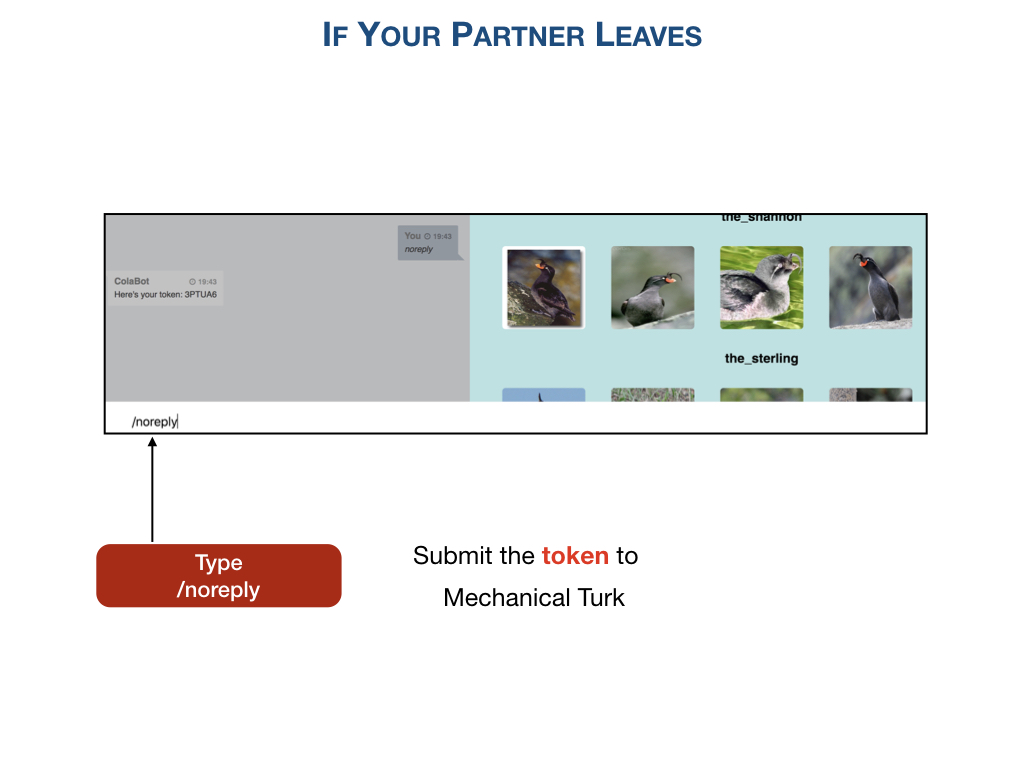 IF YOUR PARTNER LEAVES
the_shannon
You 19:43
noreply
ColaBot 19:43
Here's your token: 3PTUA6
the_sterling
/noreply
Type
/noreply
Submit the token to
Mechanical Turk